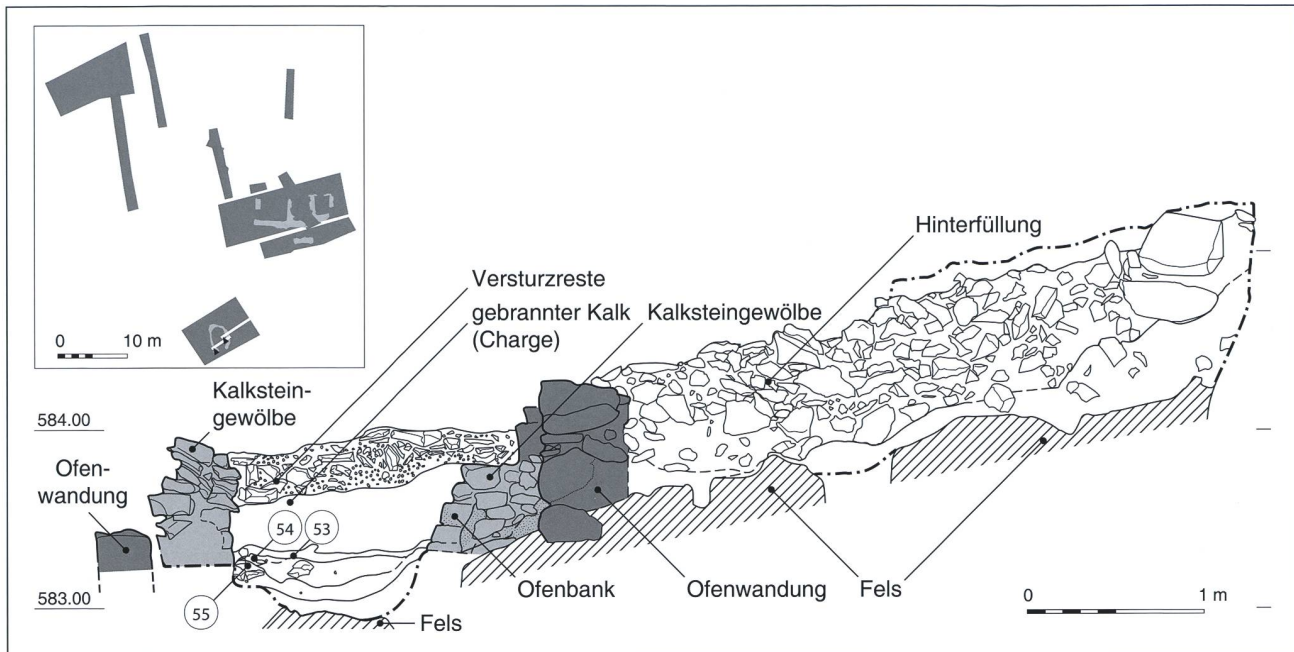 0 10 m
Hinterfüllung
Versturzreste
gebrannter Kalk
(Charge)
Kalksteingewölbe
Kalkstein-
gewölbe
584.00
Ofen-
wandung
54 53
Ofenbank
Ofenwandung
Fels
0 1 m
583.00
55
Fels